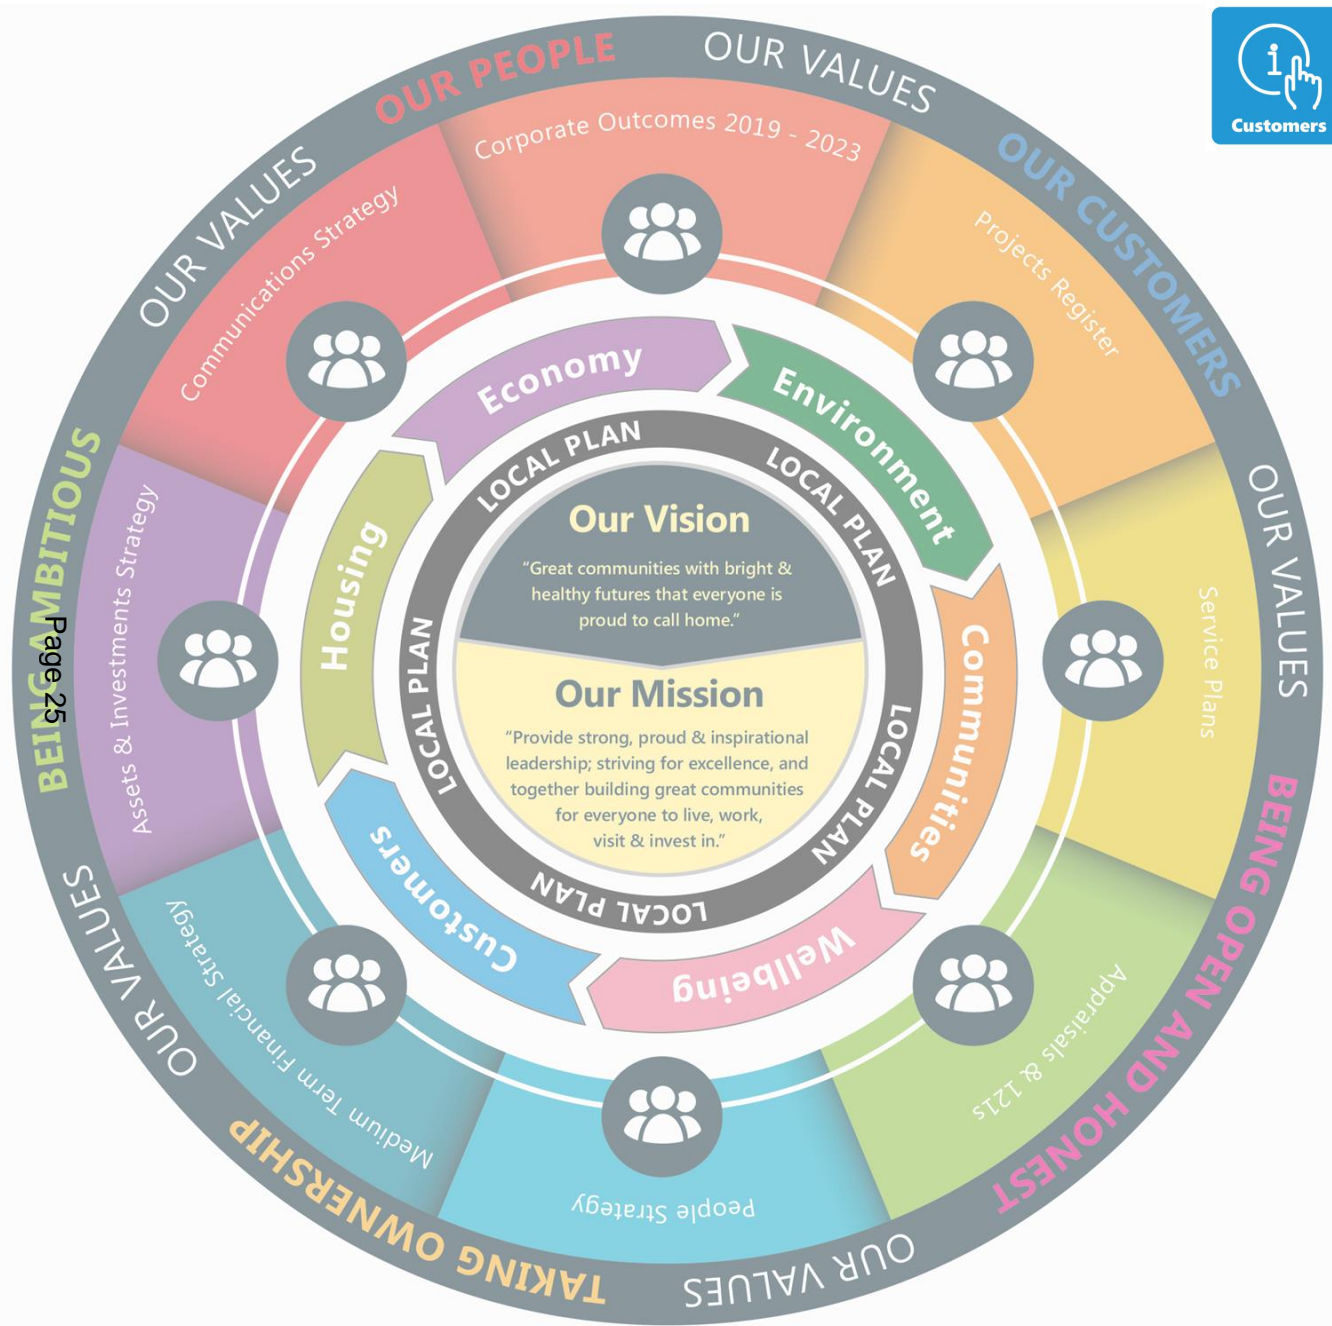 OUR PEOPLE
OUR VALUES
OUR CUSTOMERS
OUR VALUES
BEING OPEN AND HONEST
OUR VALUES
TAKING OWNERSHIP
OUR VALUES
BEING AMBITIOUS
OUR VALUES
Customers
Corporate Outcomes 2019 - 2023
Projects Register
Service Plans
Appraisals & 121s
People Strategy
Medium Term Financial Strategy
Assets & Investments Strategy
Communications Strategy
Economy
Environment
Communities
Wellbeing
Customers
Housing
LOCAL PLAN
LOCAL PLAN
LOCAL PLAN
LOCAL PLAN
LOCAL PLAN
Our Vision
“Great communities with bright &
healthy futures that everyone is
proud to call home.”
Our Mission
“Provide strong, proud & inspirational
leadership; striving for excellence, and
together building great communities
for everyone to live, work,
visit & invest in.”
Page 25